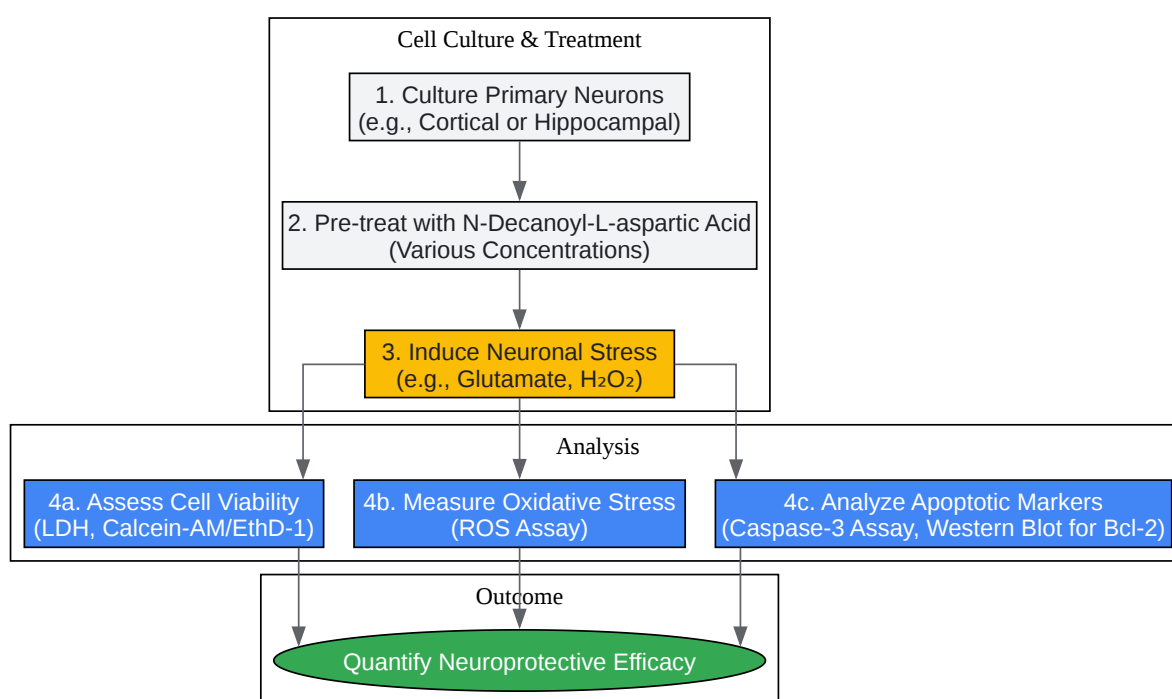 Cell Culture & Treatment
1. Culture Primary Neurons
(e.g., Cortical or Hippocampal)
2. Pre-treat with N-Decanoyl-L-aspartic Acid
(Various Concentrations)
3. Induce Neuronal Stress
(e.g., Glutamate, H₂O₂)
Analysis
4a. Assess Cell Viability
(LDH, Calcein-AM/EthD-1)
4b. Measure Oxidative Stress
(ROS Assay)
4c. Analyze Apoptotic Markers
(Caspase-3 Assay, Western Blot for Bcl-2)
Outcome
Quantify Neuroprotective Efficacy